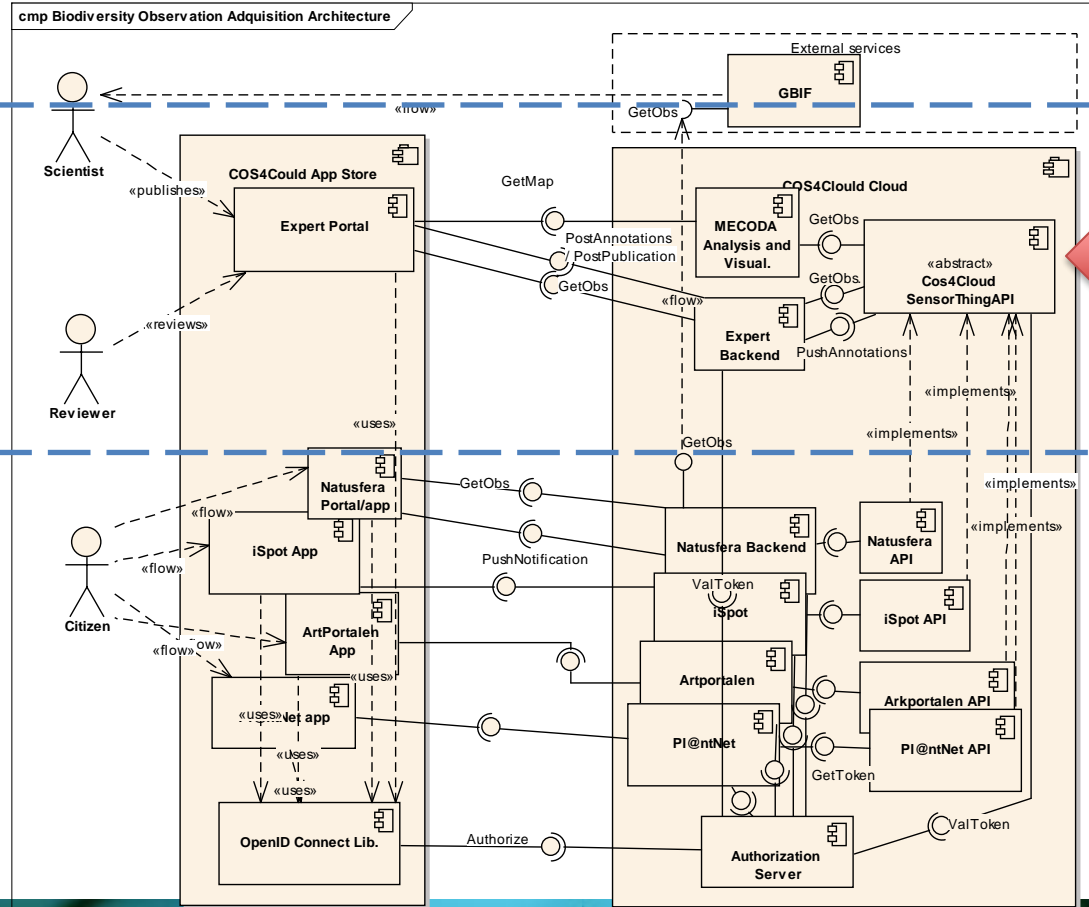 cmp Biodiversity Observation Adquisition Architecture
External services
GBIF
«flow»
GetObs
Scientist
COS4Could App Store
COS4Clould Cloud
«publishes»
GetMap
Expert Portal
MECODA
Analysis and
Visual.
GetObs
PostAnnotations
/ PostPublication
GetObs
GetObs
«abstract»
Cos4Cloud
SensorThingAPI
«flow»
«reviews»
Expert
Backend
PushAnnotations
Reviewer
«implements»
«uses»
«implements»
GetObs
Natusfera
Portal/app
GetObs
«implements»
«flow»
«implements»
iSpot App
Natusfera Backend
Natusfera
API
PushNotification
«flow»
ValToken
iSpot
iSpot API
Citizen
ArtPortalen
App
«flow»
ow»
Artportalen
«uses»
Arkportalen API
«uses»
Net app
Pl@ntNet
Pl@ntNet API
«uses»
GetToken
«uses»
OpenID Connect Lib.
Authorize
Authorization
Server
ValToken